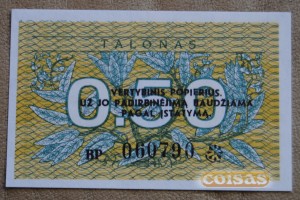 TALONAS
0.50
VERTYBINIS POPIERIUS.
UŽ JO PADIRBINĖJIMĄ BAUDŽIAMA
PAGAL ĮSTATYMĄ.
BP 060790
coisas